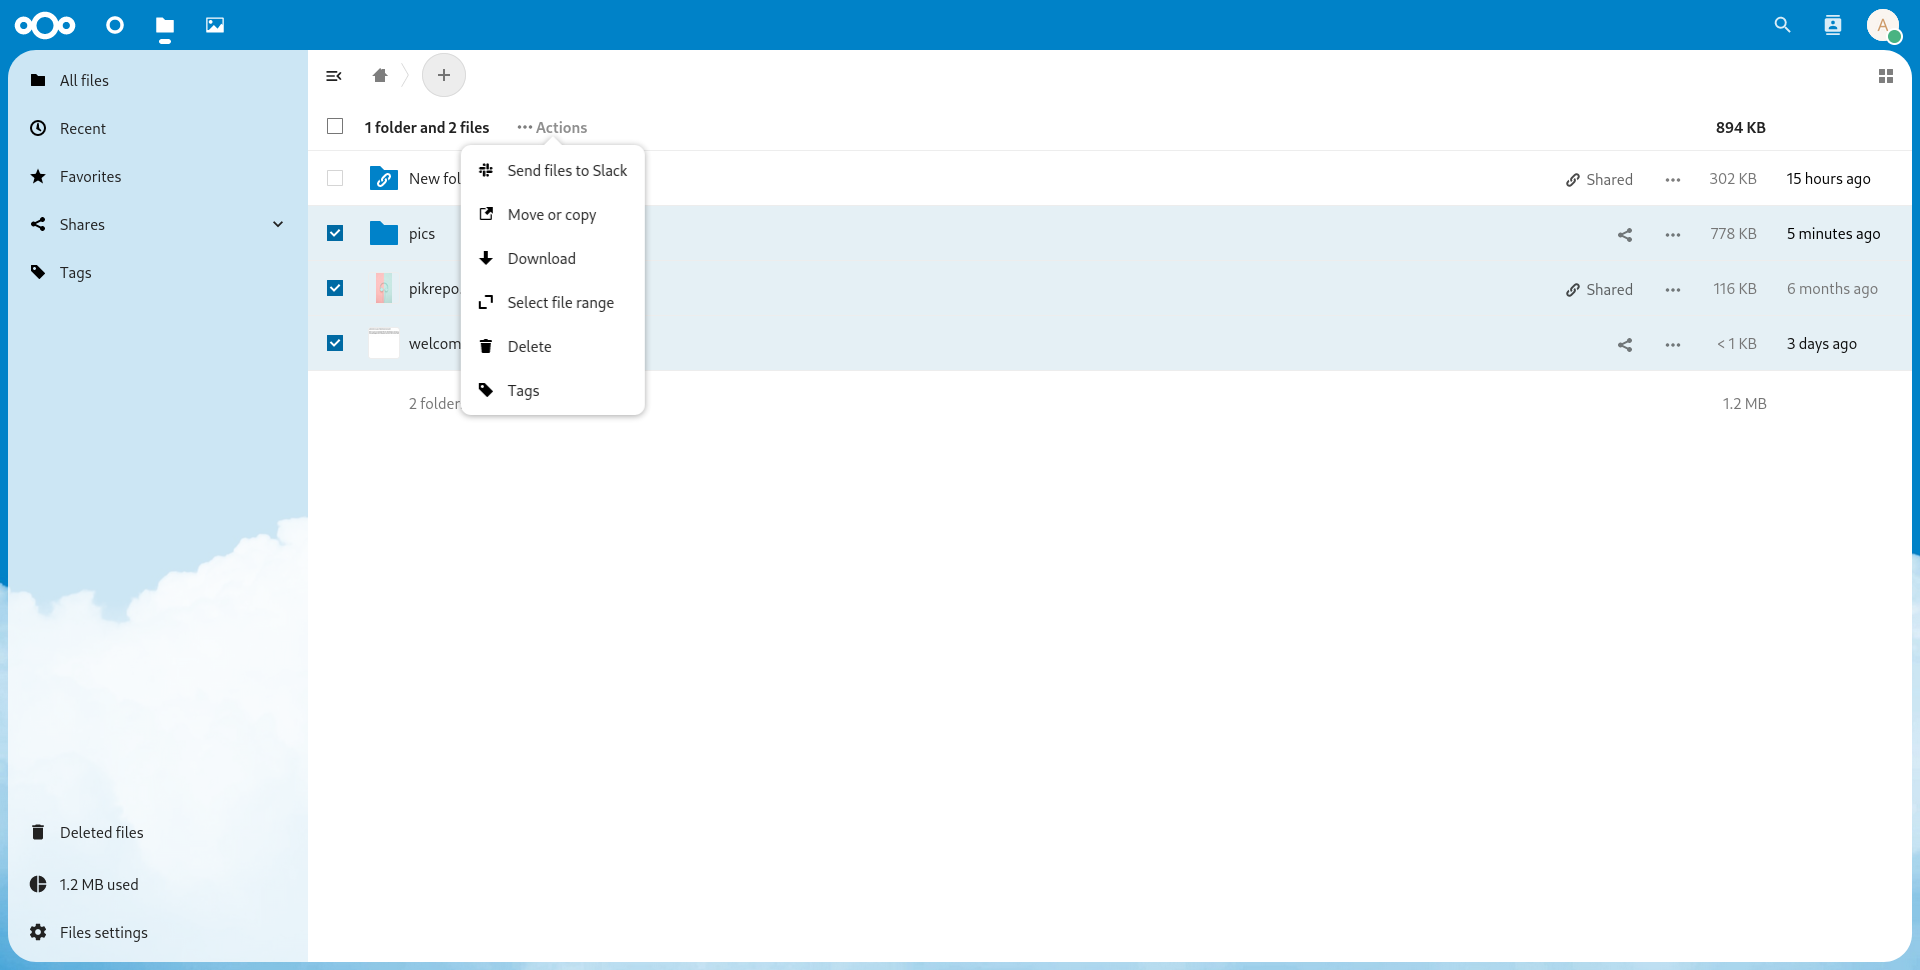 A
All files
Recent
Favorites
Shares
Tags
1 folder and 2 files
Actions
894 KB
New fol
Shared
302 KB
15 hours ago
pics
778 KB
5 minutes ago
pikrepo
Shared
116 KB
6 months ago
welcom
< 1 KB
3 days ago
2 folder
1.2 MB
Send files to Slack
Move or copy
Download
Select file range
Delete
Tags
Deleted files
1.2 MB used
Files settings